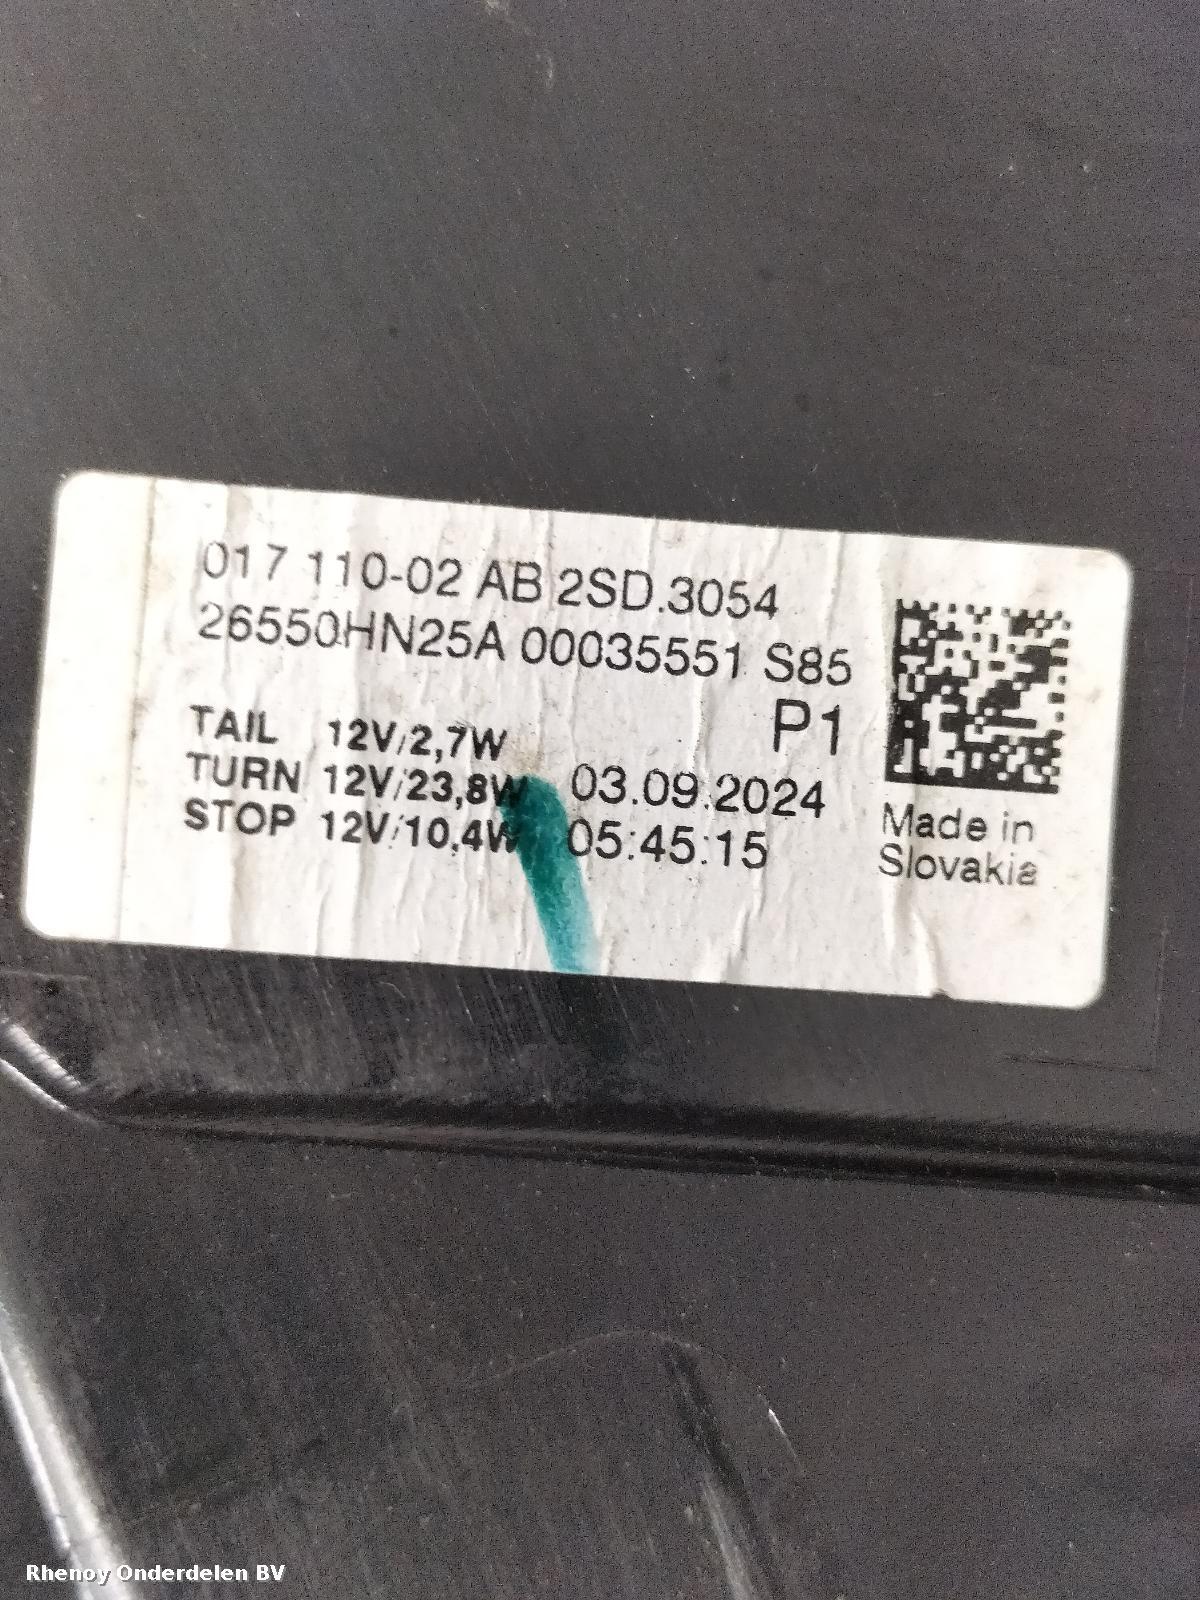 017 110-02 AB 2SD.3054
26550HN25A 00035551 S85
P1
TAIL 12V/2,7W
TURN 12V/23,8W 03.09.2024
STOP 12V/10,4W 05:45:15
Made in
Slovakia
Rhenoy Onderdelen BV